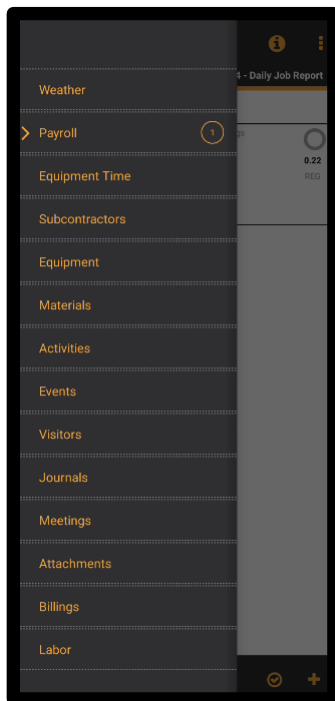 4 - Daily Job Report
Weather
Payroll 1
gs
0.22
REG
Equipment Time
Subcontractors
Equipment
Materials
Activities
Events
Visitors
Journals
Meetings
Attachments
Billings
Labor